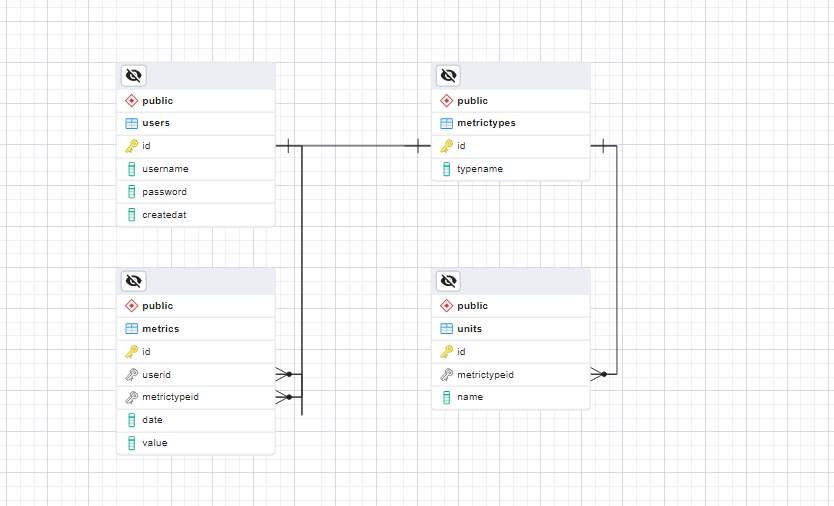 public
users
id
username
password
createdat
public
metrictypes
id
typename
public
metrics
id
userid
metrictypeid
date
value
public
units
id
metrictypeid
name